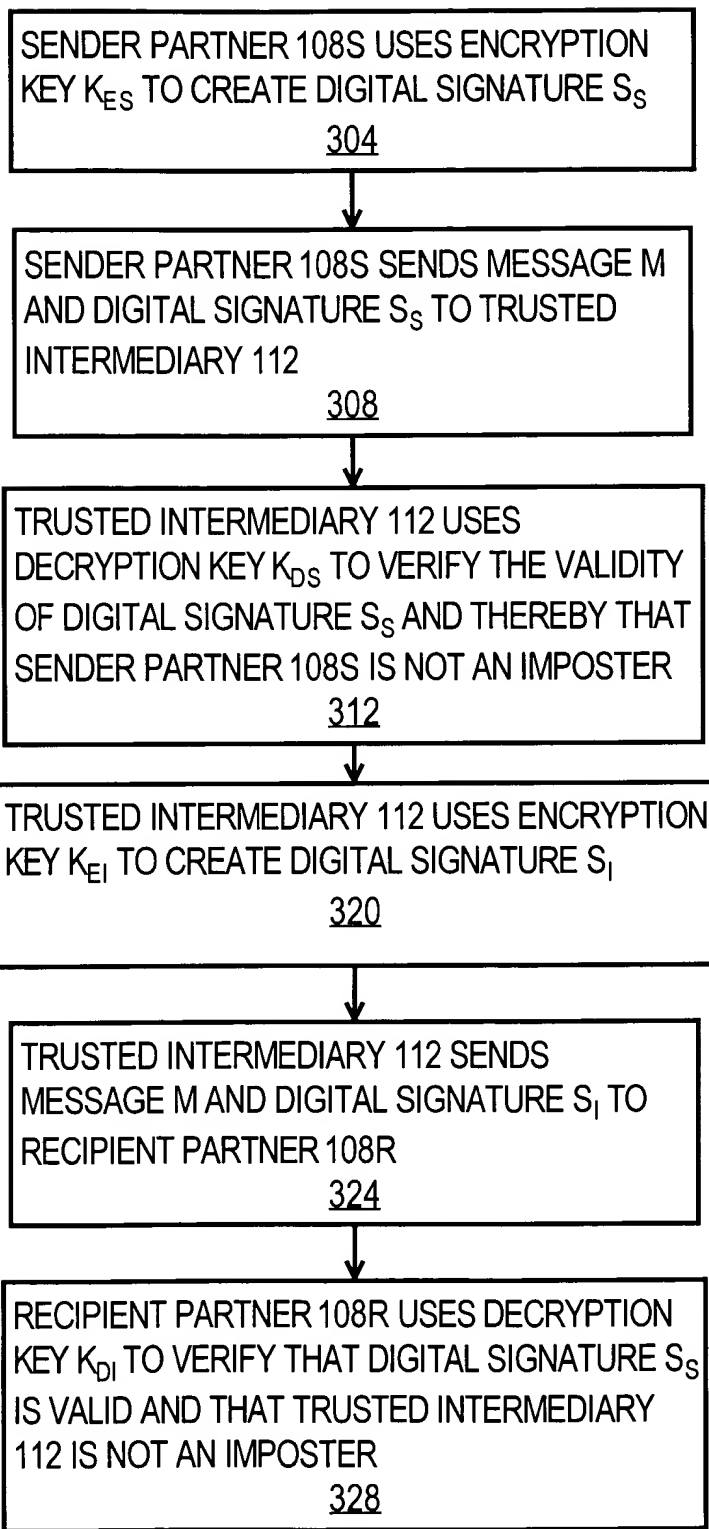 SENDER PARTNER 108S USES ENCRYPTION
KEY K_ES TO CREATE DIGITAL SIGNATURE S_S
304
SENDER PARTNER 108S SENDS MESSAGE M
AND DIGITAL SIGNATURE S_S TO TRUSTED
INTERMEDIARY 112
308
TRUSTED INTERMEDIARY 112 USES
DECRYPTION KEY K_DS TO VERIFY THE VALIDITY
OF DIGITAL SIGNATURE S_S AND THEREBY THAT
SENDER PARTNER 108S IS NOT AN IMPOSTER
312
TRUSTED INTERMEDIARY 112 USES ENCRYPTION
KEY K_EI TO CREATE DIGITAL SIGNATURE S_I
320
TRUSTED INTERMEDIARY 112 SENDS
MESSAGE M AND DIGITAL SIGNATURE S_I TO
RECIPIENT PARTNER 108R
324
RECIPIENT PARTNER 108R USES DECRYPTION
KEY K_DI TO VERIFY THAT DIGITAL SIGNATURE S_S
IS VALID AND THAT TRUSTED INTERMEDIARY
112 IS NOT AN IMPOSTER
328